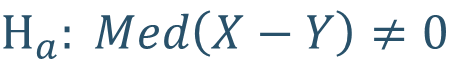 Hₐ: Med(X − Y) ≠ 0